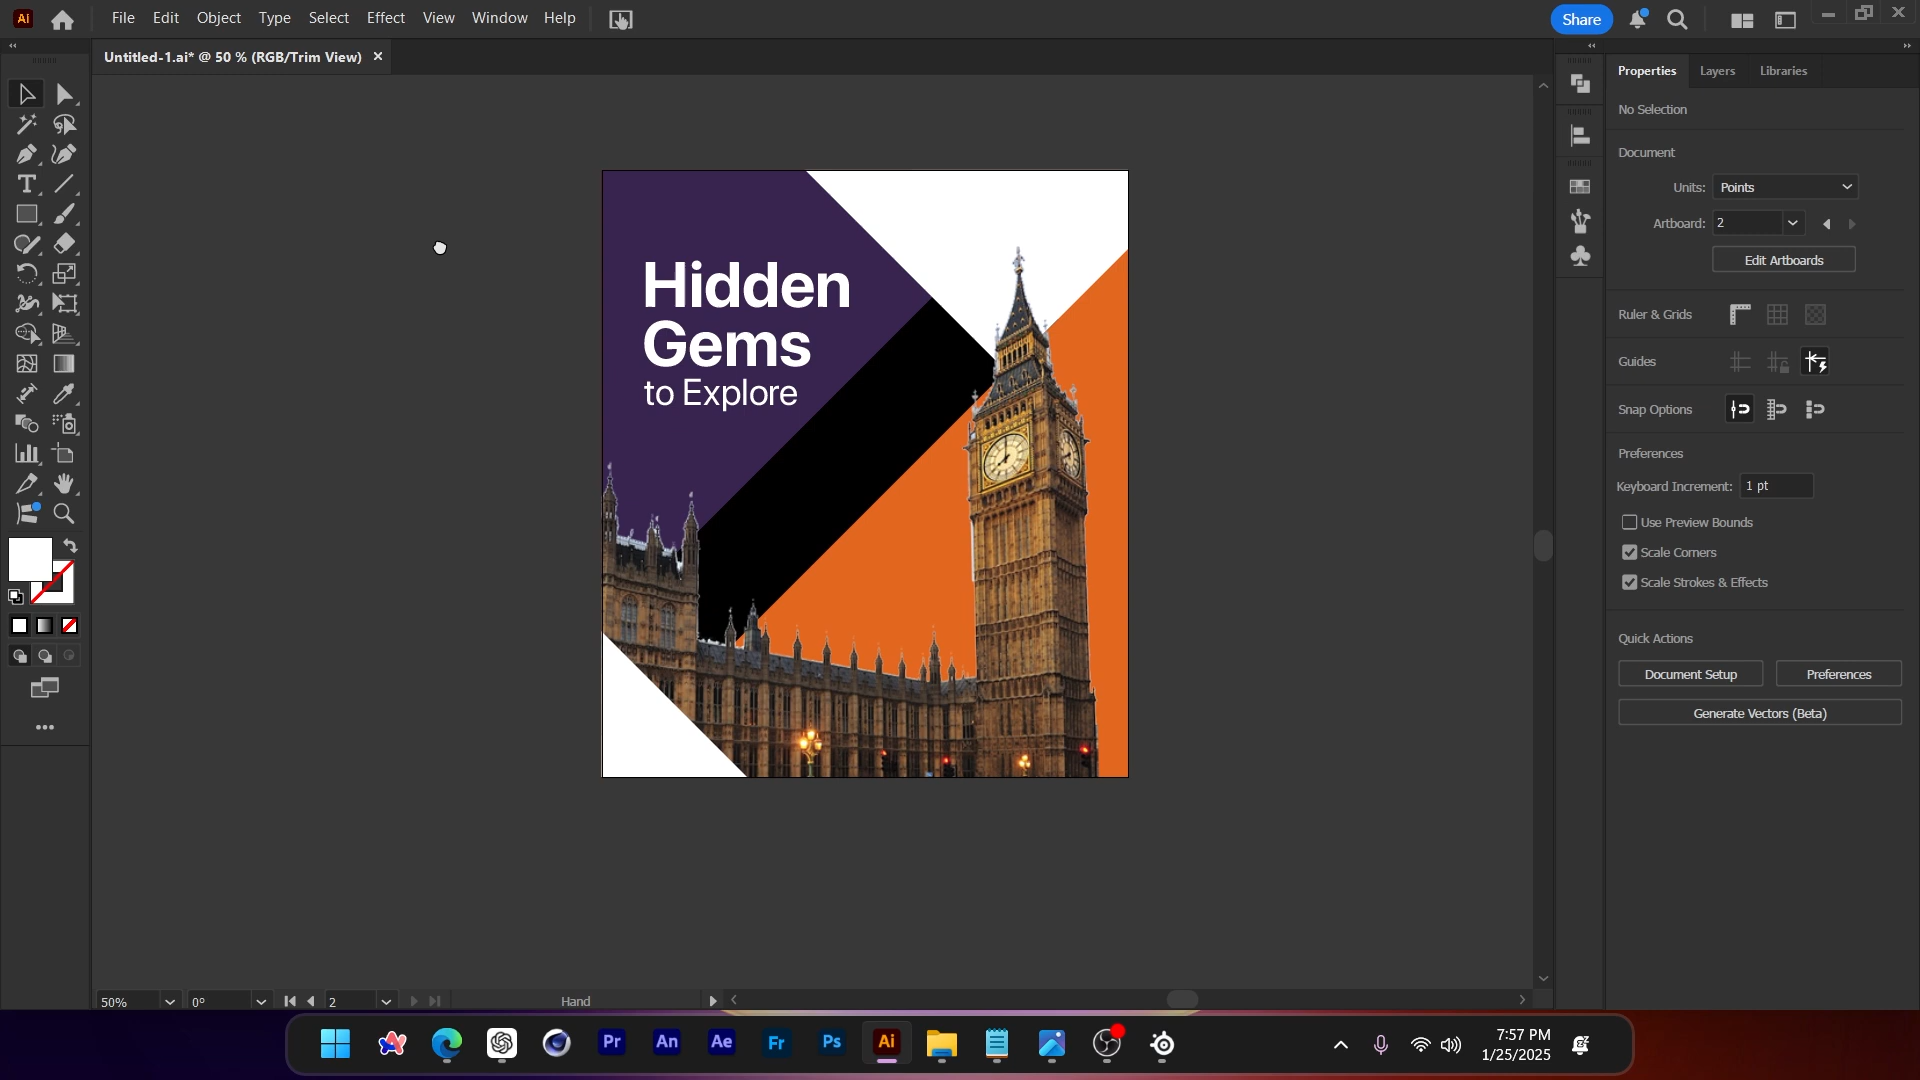 Ai File Edit Object Type Select Effect View Window Help Share
Untitled-1.ai* @ 50 % (RGB/Trim View)
Properties Layers Libraries
No Selection
Document
Units: Points
Artboard: 2
Edit Artboards
Ruler & Grids
Guides
Snap Options
Preferences
Keyboard Increment: 1 pt
Use Preview Bounds
Scale Corners
Scale Strokes & Effects
Quick Actions
Document Setup Preferences
Generate Vectors (Beta)
Hidden
Gems
to Explore
50% 0° 2 Hand
Pr An Ae Fr Ps Ai
7:57 PM
1/25/2025